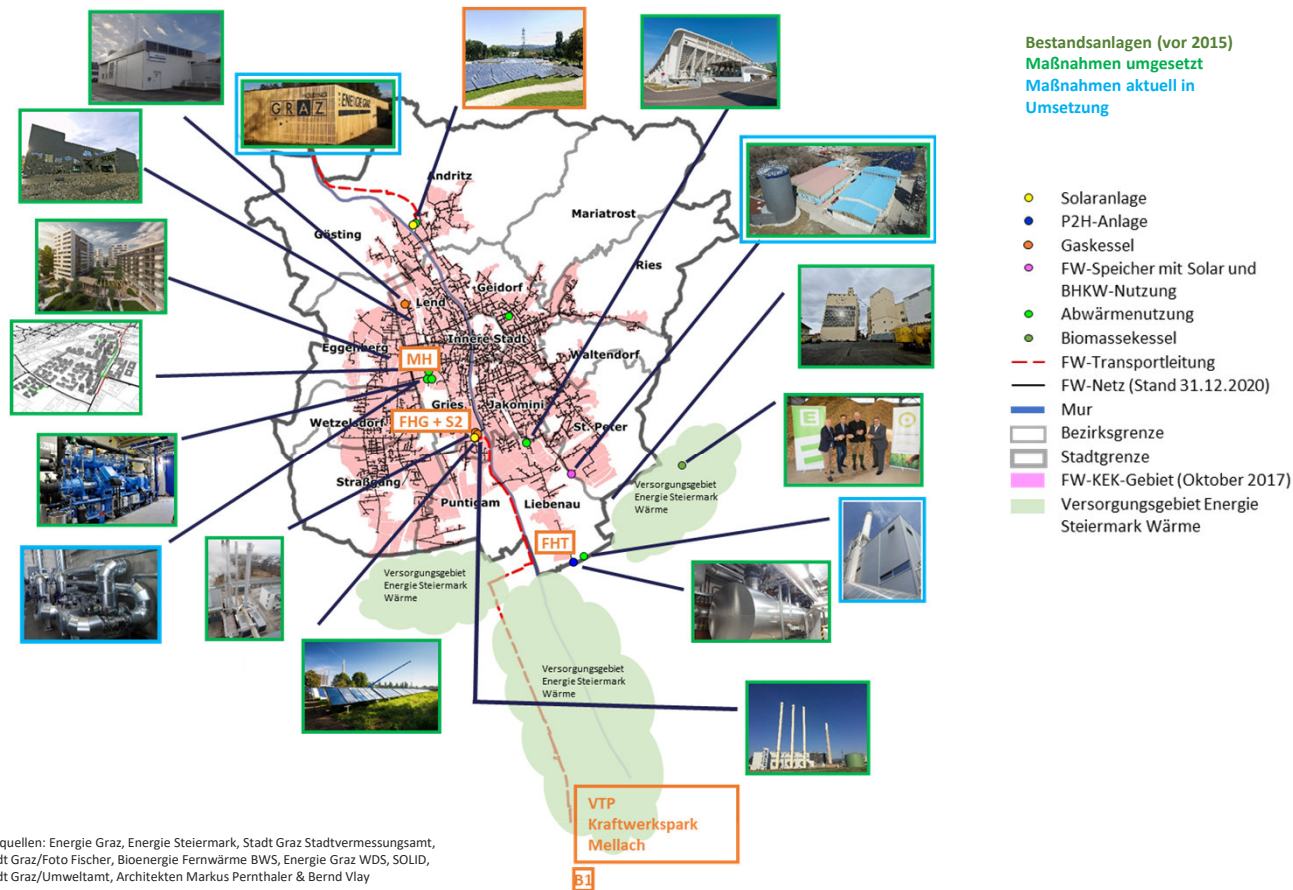 Bestandsanlagen (vor 2015)
Maßnahmen umgesetzt
Maßnahmen aktuell in
Umsetzung
GRAZ
ENERGIE GRAZ
Andritz
Mariatrost
Gösting
Ries
Geidorf
Lend
Innere Stadt
Eggenberg
Waltendorf
MH
Gries
Jakomini
Wetzelsdorf
FHG + S2
St. Peter
Straßgang
Puntigam
Liebenau
FHT
Versorgungsgebiet
Energie Steiermark
Wärme
Versorgungsgebiet
Energie Steiermark
Wärme
Versorgungsgebiet
Energie Steiermark
Wärme
VTP
Kraftwerkspark
Mellach
B1
Solaranlage
P2H-Anlage
Gaskessel
FW-Speicher mit Solar und
BHKW-Nutzung
Abwärmenutzung
Biomassekessel
FW-Transportleitung
FW-Netz (Stand 31.12.2020)
Mur
Bezirksgrenze
Stadtgrenze
FW-KEK-Gebiet (Oktober 2017)
Versorgungsgebiet Energie
Steiermark Wärme
quellen: Energie Graz, Energie Steiermark, Stadt Graz Stadtvermessungsamt,
dt Graz/Foto Fischer, Bioenergie Fernwärme BWS, Energie Graz WDS, SOLID,
dt Graz/Umweltamt, Architekten Markus Pernthaler & Bernd Vlay